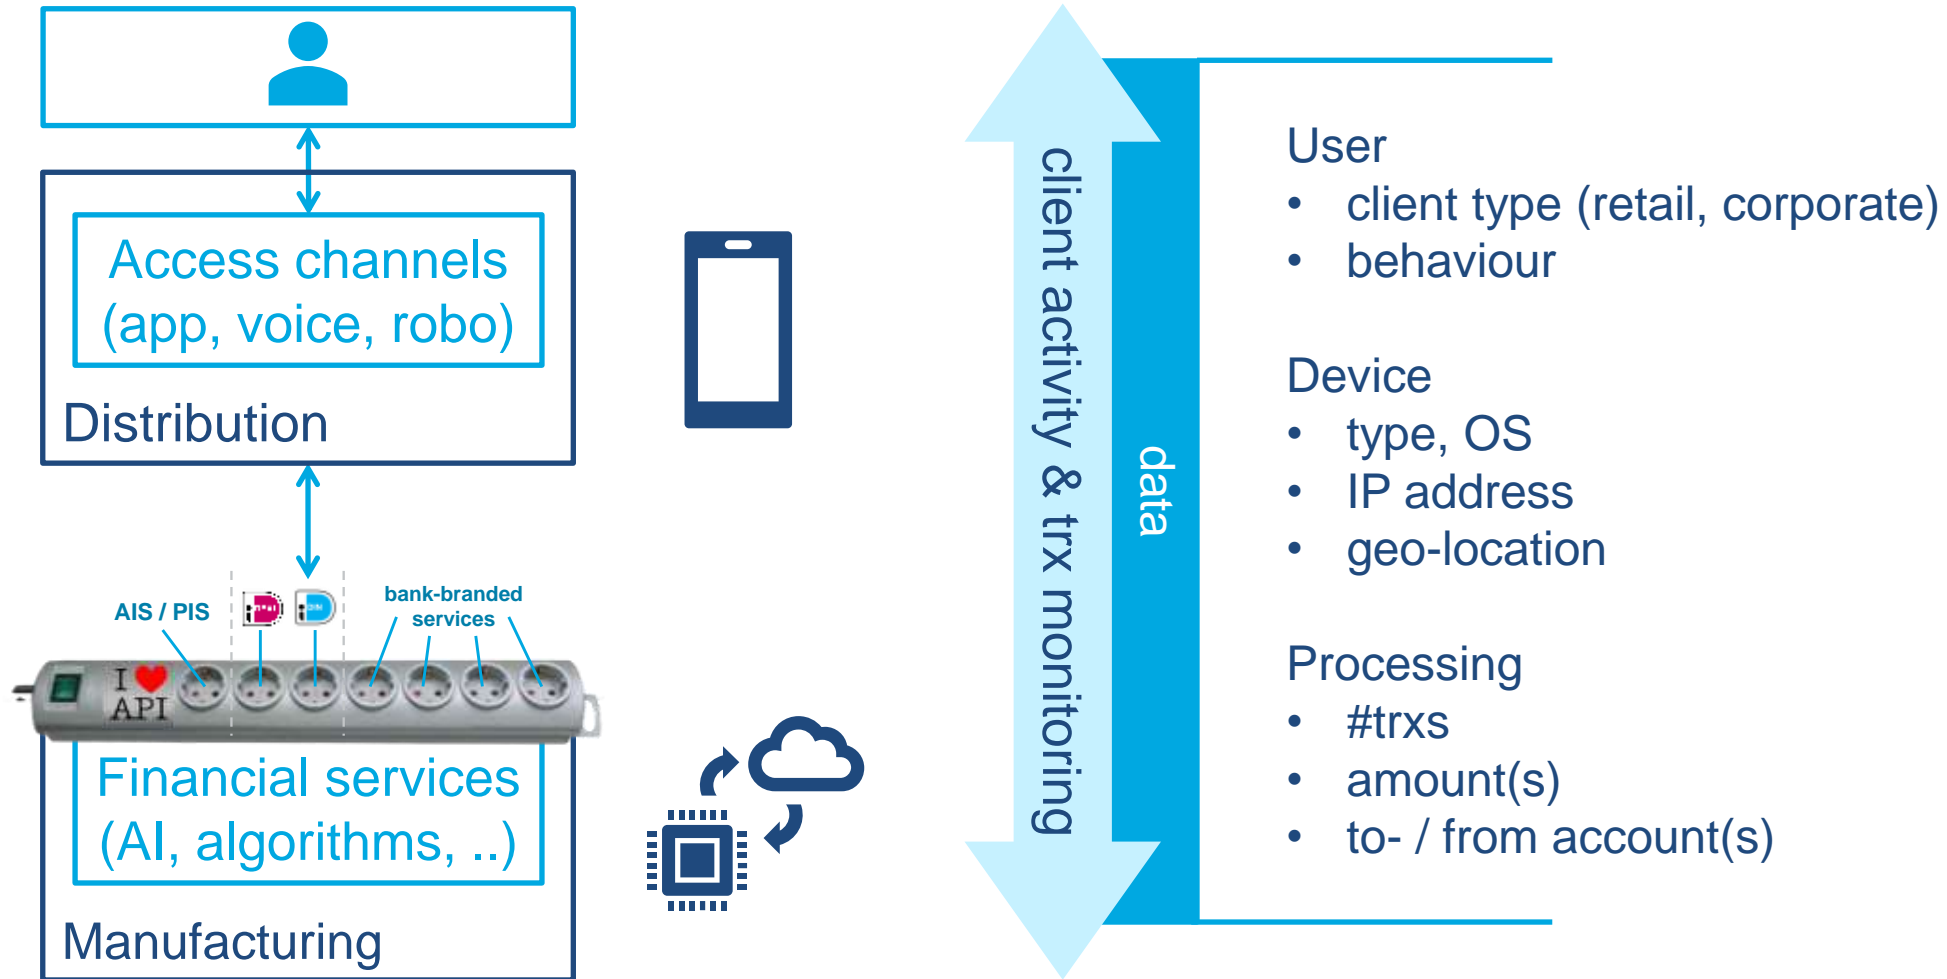 Access channels
(app, voice, robo)
Distribution
AIS / PIS
bank-branded
services
I
API
Financial services
(AI, algorithms, ..)
Manufacturing
client activity & trx monitoring
data
User
• client type (retail, corporate)
• behaviour
Device
• type, OS
• IP address
• geo-location
Processing
• #trxs
• amount(s)
• to- / from account(s)